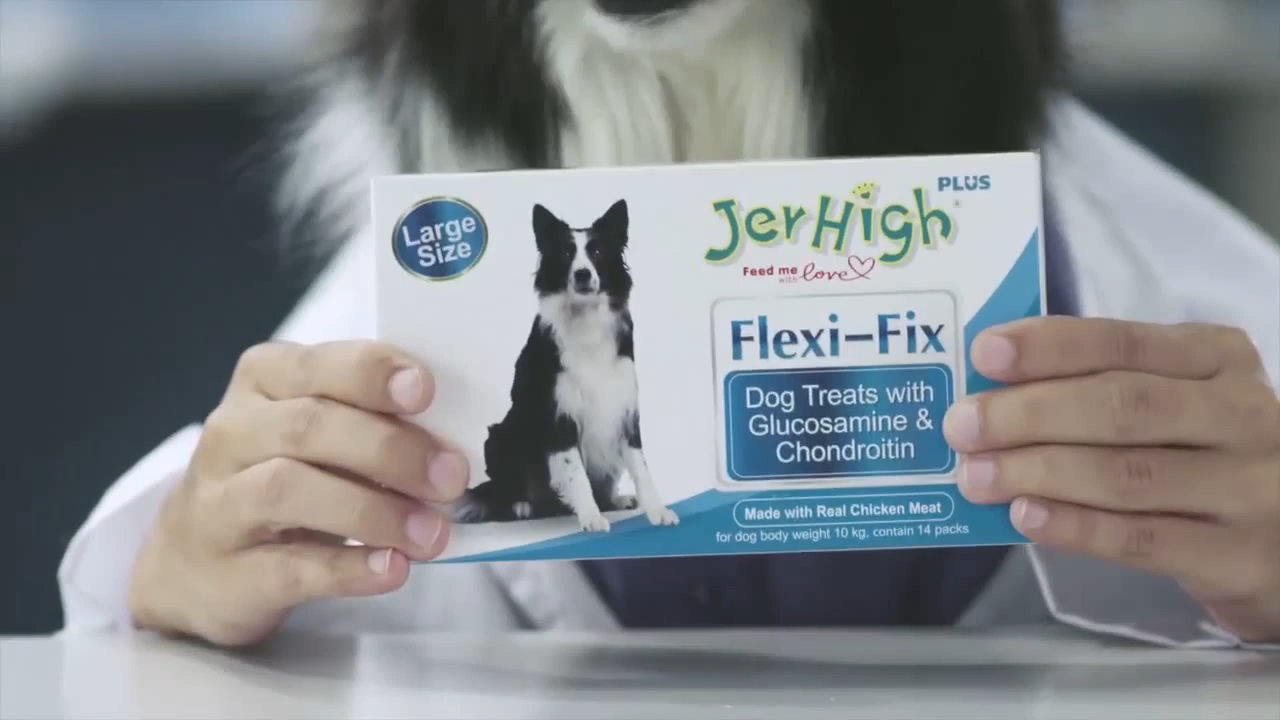 Large
Size
JerHigh PLUS
Feed me with love
Flexi-Fix
Dog Treats with
Glucosamine &
Chondroitin
Made with Real Chicken Meat
for dog body weight 10 kg, contain 14 packs